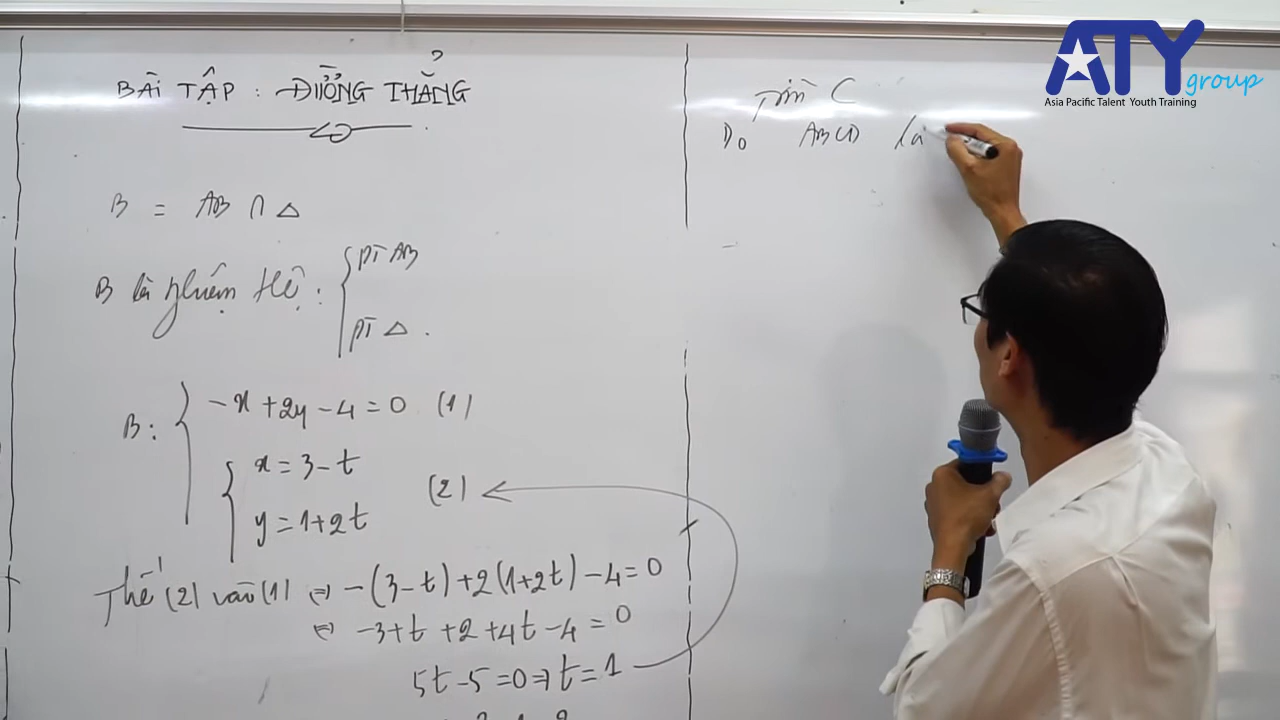 BÀI TẬP : ĐƯỜNG THẲNG
B = AB ∩ Δ
B là nghiệm Hệ : { PT AB
PT Δ .
B: { -x + 2y - 4 = 0 (1)
{ x = 3 - t
(2)
y = 1 + 2t
Thế (2) vào (1) ⇔ -(3-t) + 2(1+2t) - 4 = 0
⇔ -3 + t + 2 + 4t - 4 = 0
5t - 5 = 0 ⇒ t = 1
Tìm C
Do ABCD là
ATY group
Asia Pacific Talent Youth Training